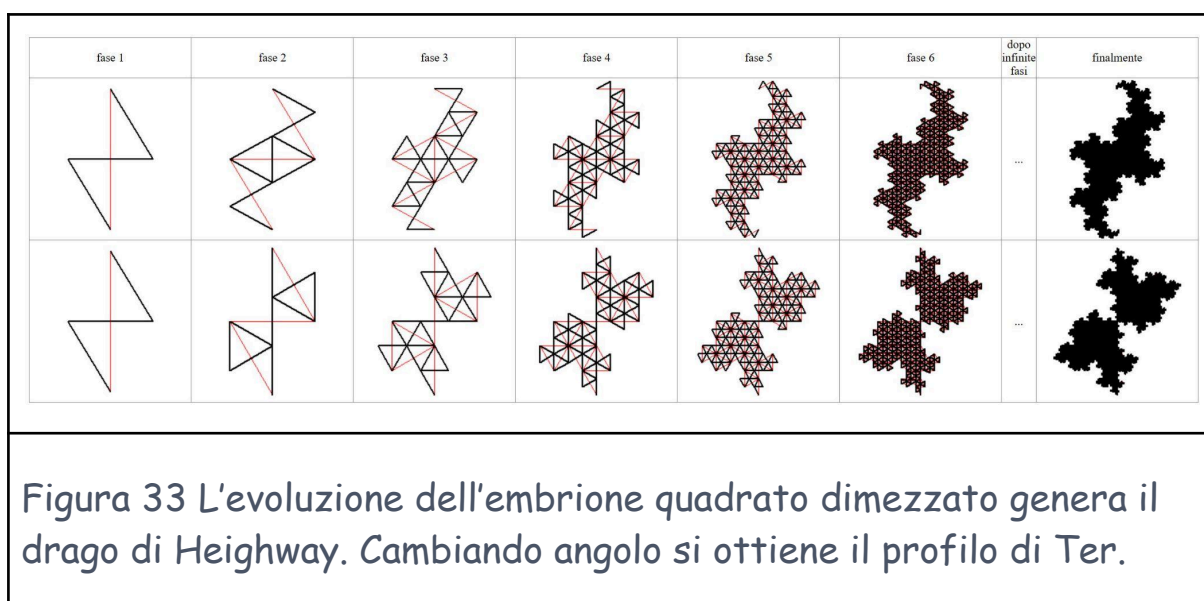 fase 1
fase 2
fase 3
fase 4
fase 5
fase 6
dopo
infinite
fasi
finalmente
...
...
Figura 33 L'evoluzione dell'embrione quadrato dimezzato genera il
drago di Heighway. Cambiando angolo si ottiene il profilo di Ter.